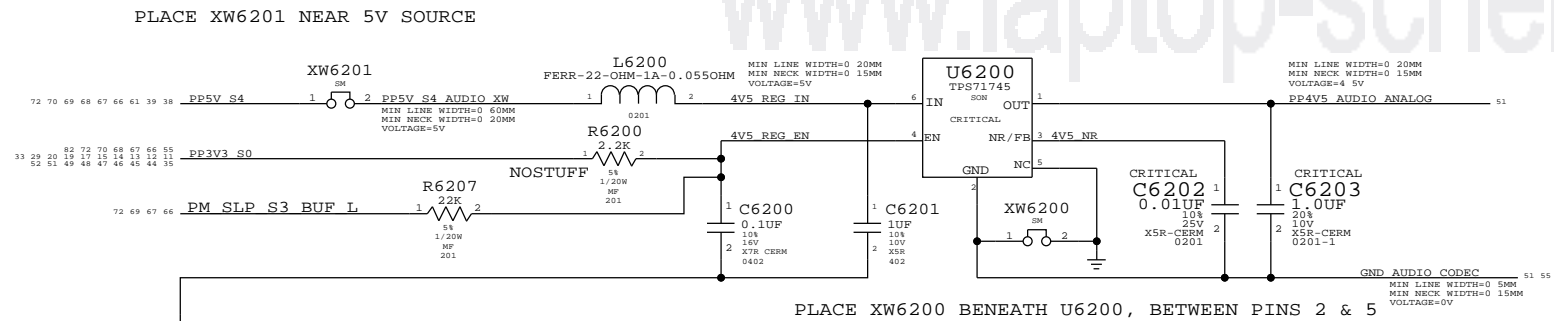 PLACE XW6201 NEAR 5V SOURCE
www.laptop-sche
XW6201
SM
72 70 69 68 67 66 61 39 38 PP5V S4 1 2 PP5V S4 AUDIO XW
MIN LINE WIDTH=0 60MM
MIN NECK WIDTH=0 20MM
VOLTAGE=5V
L6200
FERR-22-OHM-1A-0.055OHM
1 2
0201
MIN LINE WIDTH=0 20MM
MIN NECK WIDTH=0 15MM
VOLTAGE=5V
4V5 REG IN
4V5 REG EN
82 72 70 68 67 66 55
33 29 20 19 17 15 14 13 12 11 PP3V3 S0
52 51 49 48 47 46 45 44 35
R6200
2.2K
1 2
NOSTUFF
5%
1/20W
MF
201
72 69 67 66 PM SLP S3 BUF L
R6207
22K
1 2
5%
1/20W
MF
201
1 C6200
0.1UF
10%
16V
2 X7R CERM
0402
1 C6201
1UF
10%
10V
2 X5R
402
U6200
TPS71745
SON
CRITICAL
6 IN
4 EN
OUT 1
NR/FB 3 4V5 NR
NC 5
GND
2
XW6200
SM
1 2
MIN LINE WIDTH=0 20MM
MIN NECK WIDTH=0 15MM
VOLTAGE=4 5V
PP4V5 AUDIO ANALOG 51
CRITICAL
C6202 1
0.01UF
10%
25V
X5R-CERM 2
0201
CRITICAL
1 C6203
1.0UF
20%
10V
2 X5R-CERM
0201-1
GND AUDIO CODEC 51 55
MIN LINE WIDTH=0 5MM
MIN NECK WIDTH=0 15MM
VOLTAGE=0V
PLACE XW6200 BENEATH U6200, BETWEEN PINS 2 & 5